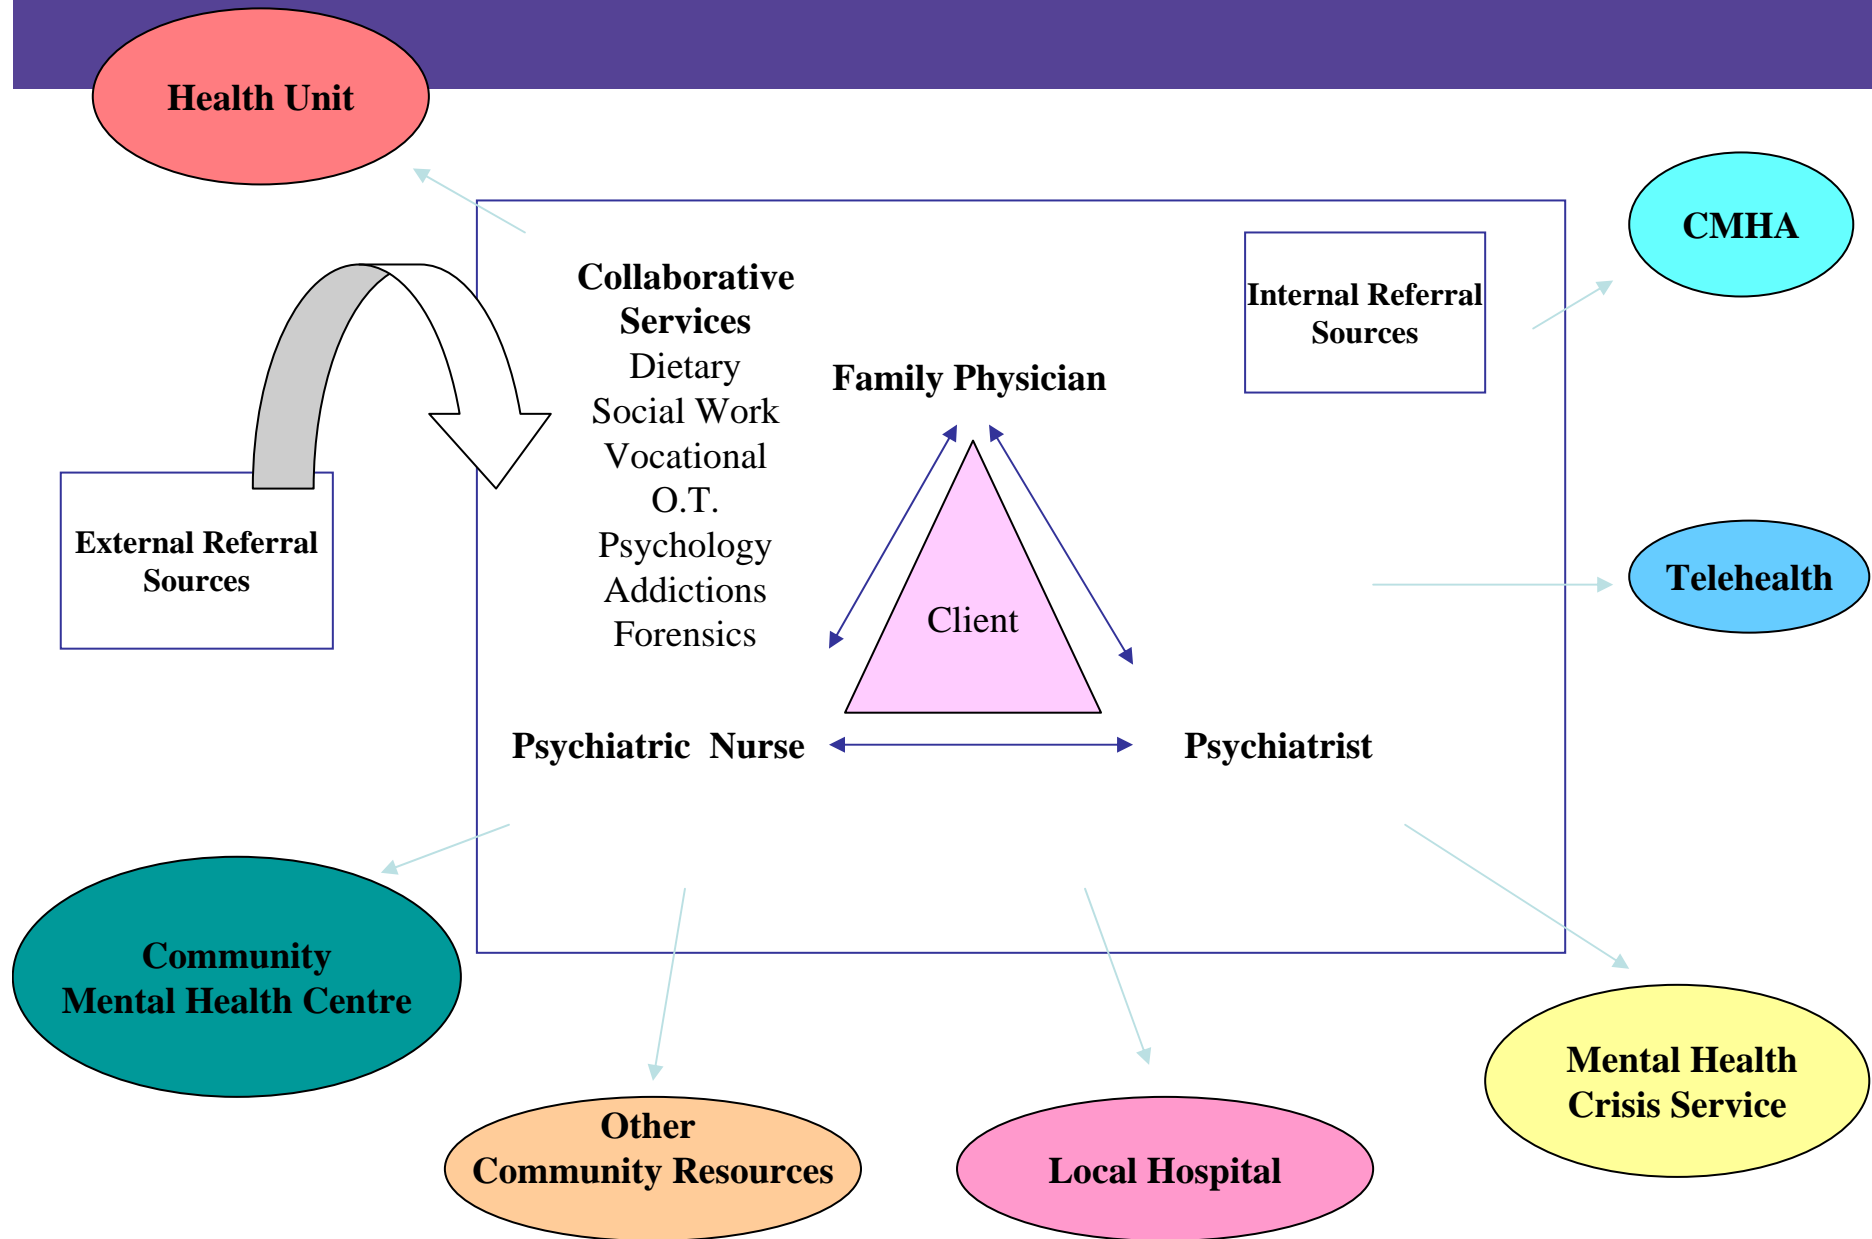 Health Unit
CMHA
Collaborative
Services
Dietary
Social Work
Vocational
O.T.
Psychology
Addictions
Forensics
Internal Referral
Sources
Family Physician
External Referral
Sources
Client
Telehealth
Psychiatric Nurse
Psychiatrist
Community
Mental Health Centre
Other
Community Resources
Local Hospital
Mental Health
Crisis Service